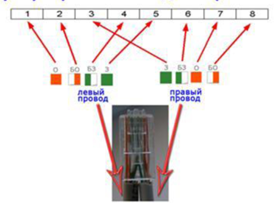 1 2 3 4 5 6 7 8
О БО БЗ З З БЗ О БО
левый провод правый провод